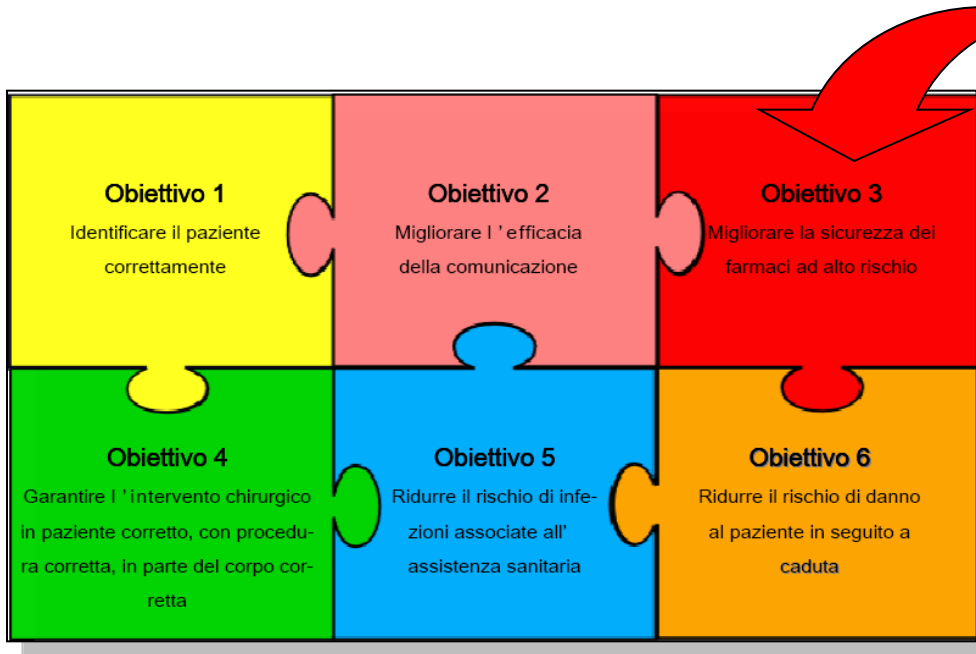 Obiettivo 1
Identificare il paziente
correttamente
Obiettivo 2
Migliorare l ' efficacia
della comunicazione
Obiettivo 3
Migliorare la sicurezza dei
farmaci ad alto rischio
Obiettivo 4
Garantire l ' intervento chirurgico
in paziente corretto, con procedu-
ra corretta, in parte del corpo cor-
retta
Obiettivo 5
Ridurre il rischio di infe-
zioni associate all'
assistenza sanitaria
Obiettivo 6
Ridurre il rischio di danno
al paziente in seguito a
caduta